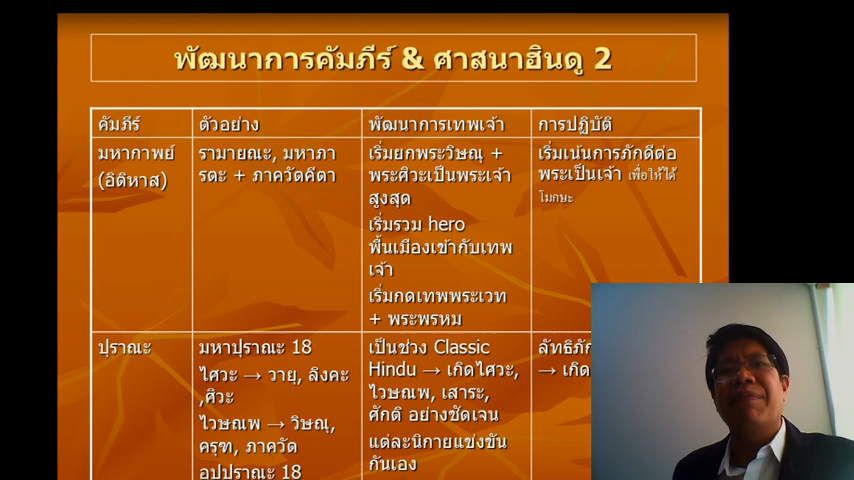 พัฒนาการคัมภีร์ & ศาสนาฮินดู 2
คัมภีร์
ตัวอย่าง
พัฒนาการเทพเจ้า
การปฏิบัติ
มหากาพย์
(อิติหาส)
รามายณะ, มหาภา
รตะ + ภาควัตคีตา
เริ่มยกพระวิษณุ +
พระศิวะเป็นพระเจ้า
สูงสุด
เริ่มรวม hero
พื้นเมืองเข้ากับเทพ
เจ้า
เริ่มกดเทพพระเวท
+ พระพรหม
เริ่มเน้นการภักดีต่อ
พระเป็นเจ้า เพื่อให้ได้
โมกษะ
ปุราณะ
มหาปุราณะ 18
ไศวะ → วายุ, ลิงคะ
,ศิวะ
ไวษณพ → วิษณุ,
ครุฑ, ภาควัต
อุปปุราณะ 18
เป็นช่วง Classic
Hindu → เกิดไศวะ,
ไวษณพ, เสาระ,
ศักติ อย่างชัดเจน
แต่ละนิกายแข่งขัน
กันเอง
→ เกิด